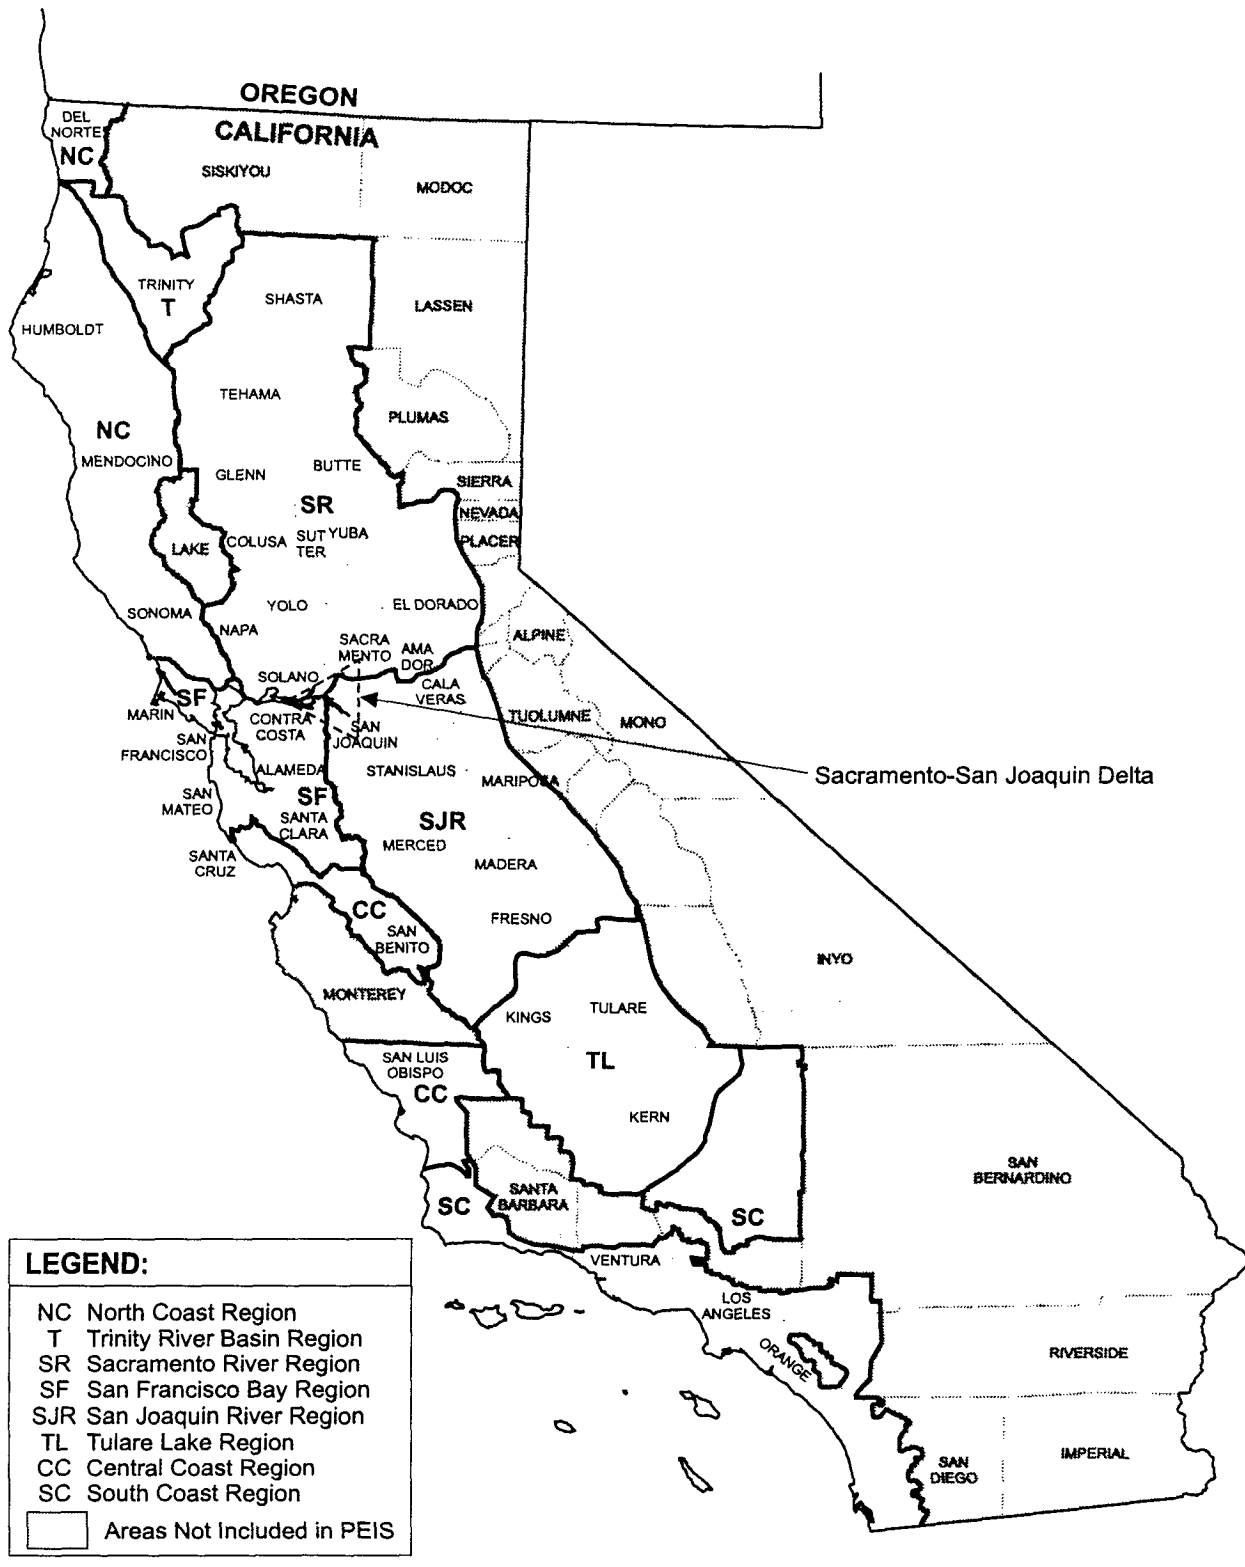 OREGON
CALIFORNIA
DEL
NORTE
NC
SISKIYOU
MODOC
TRINITY
T
SHASTA
LASSEN
HUMBOLDT
TEHAMA
PLUMAS
NC
MENDOCINO
GLENN
BUTTE
SIERRA
SR
NEVADA
LAKE
COLUSA
SUT
TER
YUBA
PLACER
SONOMA
YOLO
EL DORADO
NAPA
SACRA
MENTO
AMA
DOR
ALPINE
SOLANO
CALA
VERAS
SF
MARIN
CONTRA
COSTA
SAN
JOAQUIN
TUOLUMNE
MONO
SAN
FRANCISCO
ALAMEDA
STANISLAUS
MARIPOSA
Sacramento-San Joaquin Delta
SAN
MATEO
SF
SANTA
CLARA
SJR
MERCED
SANTA
CRUZ
MADERA
CC
SAN
BENITO
FRESNO
INYO
MONTEREY
KINGS
TULARE
SAN LUIS
OBISPO
CC
TL
KERN
SAN
BERNARDINO
SC
SANTA
BARBARA
SC
VENTURA
LOS
ANGELES
ORANGE
RIVERSIDE
SAN
DIEGO
IMPERIAL
LEGEND:
NC North Coast Region
T Trinity River Basin Region
SR Sacramento River Region
SF San Francisco Bay Region
SJR San Joaquin River Region
TL Tulare Lake Region
CC Central Coast Region
SC South Coast Region
Areas Not Included in PEIS